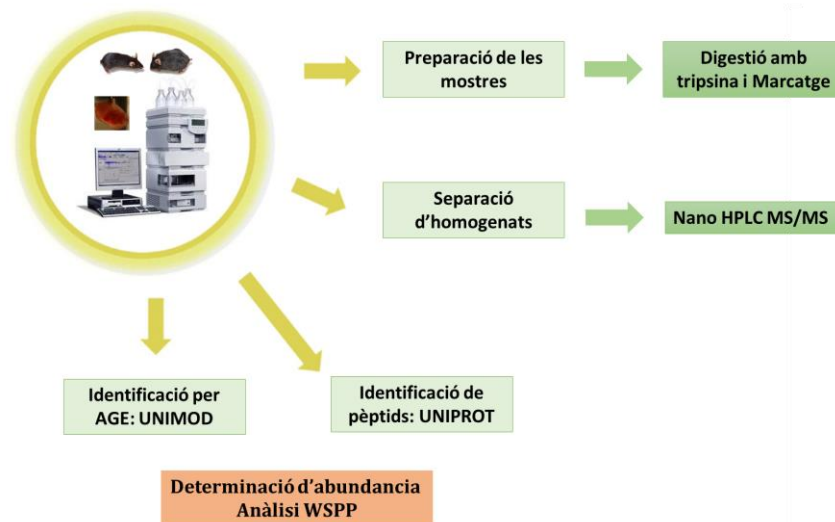 Preparació de les
mostres
Digestió amb
tripsina i Marcatge
Separació
d'homogenats
Nano HPLC MS/MS
Identificació per
AGE: UNIMOD
Identificació de
pèptids: UNIPROT
Determinació d'abundancia
Anàlisi WSPP